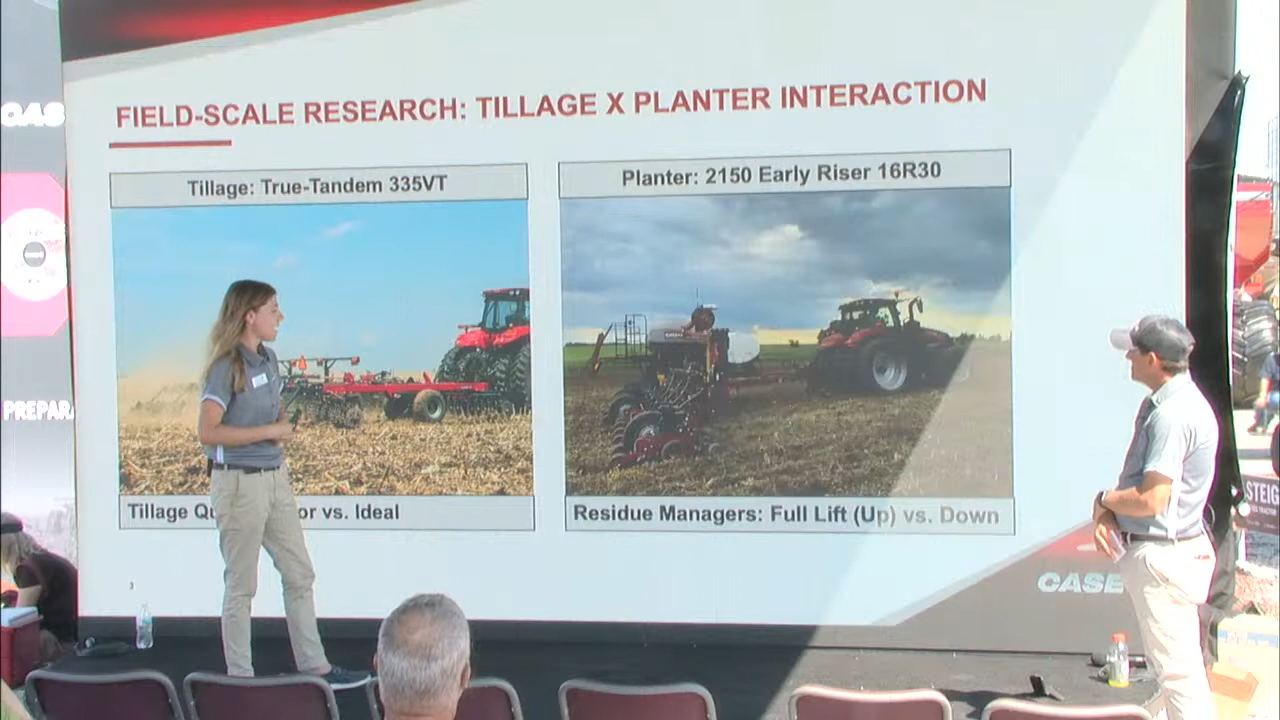 FIELD-SCALE RESEARCH: TILLAGE X PLANTER INTERACTION
Tillage: True-Tandem 335VT
Planter: 2150 Early Riser 16R30
Tillage Qu or vs. Ideal
Residue Managers: Full Lift (Up) vs. Down
3
CASE
CAS
PREPAR
STEIG